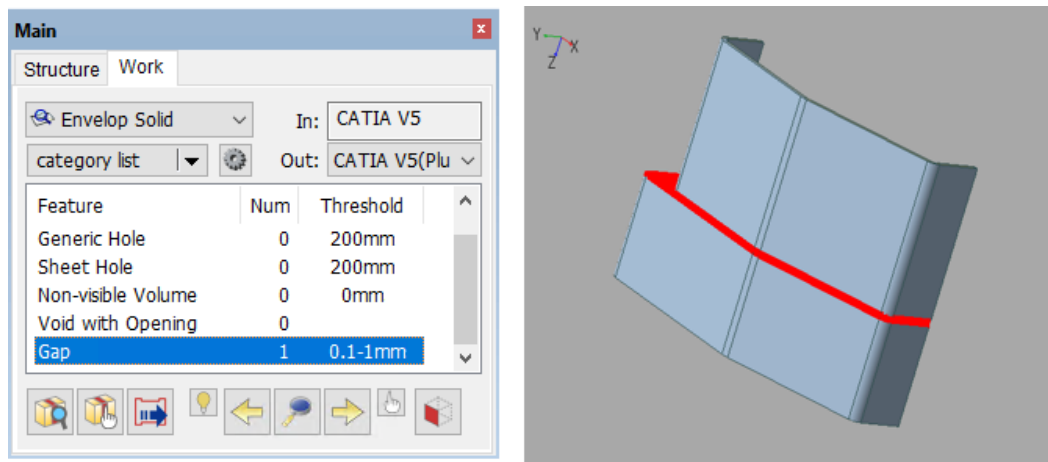 Main
Structure Work
Envelop Solid In: CATIA V5
category list Out: CATIA V5(Plu
Feature Num Threshold
Generic Hole 0 200mm
Sheet Hole 0 200mm
Non-visible Volume 0 0mm
Void with Opening 0
Gap 1 0.1-1mm
Y
X
Z